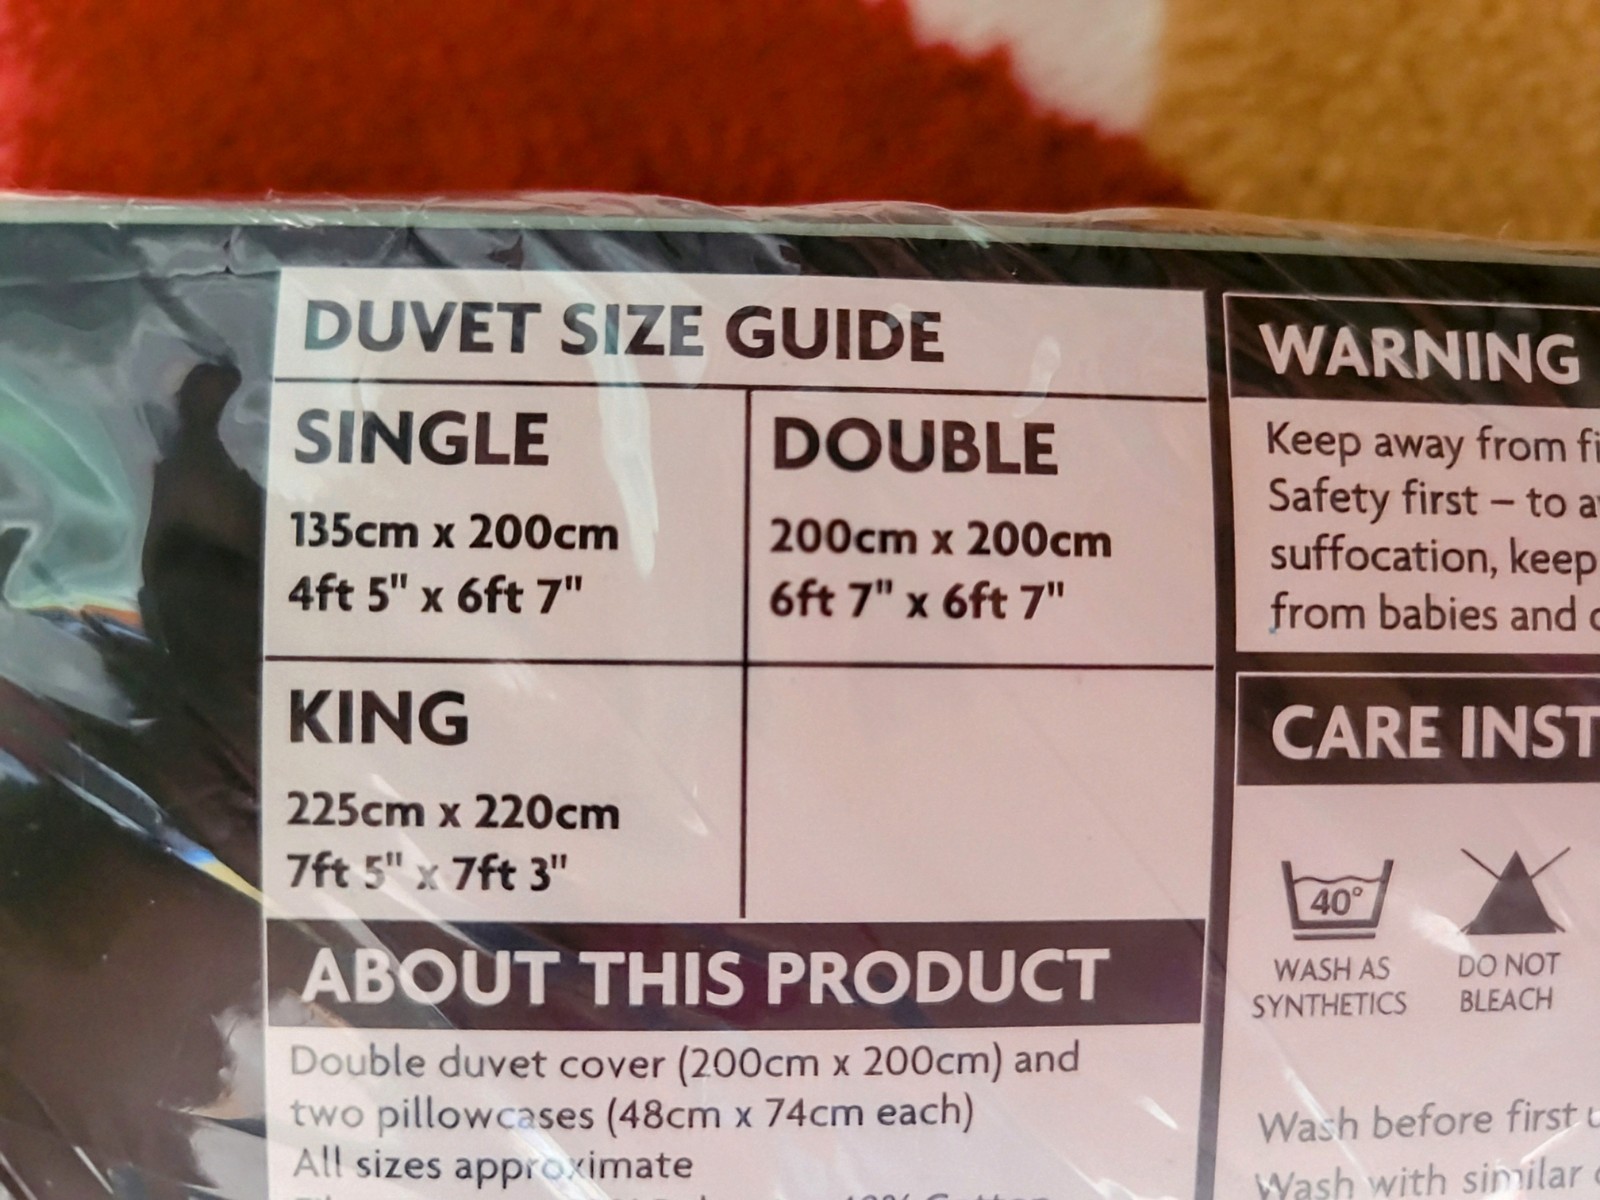 DUVET SIZE GUIDE
SINGLE
135cm x 200cm
4ft 5" x 6ft 7"
DOUBLE
200cm x 200cm
6ft 7" x 6ft 7"
KING
225cm x 220cm
7ft 5" x 7ft 3"
ABOUT THIS PRODUCT
Double duvet cover (200cm x 200cm) and
two pillowcases (48cm x 74cm each)
All sizes approximate
WARNING
Keep away from
Safety first – to
suffocation, keep
from babies and
CARE
40°
WASH AS
SYNTHETICS
DO NOT
BLEACH
Wash before first
Wash with similar